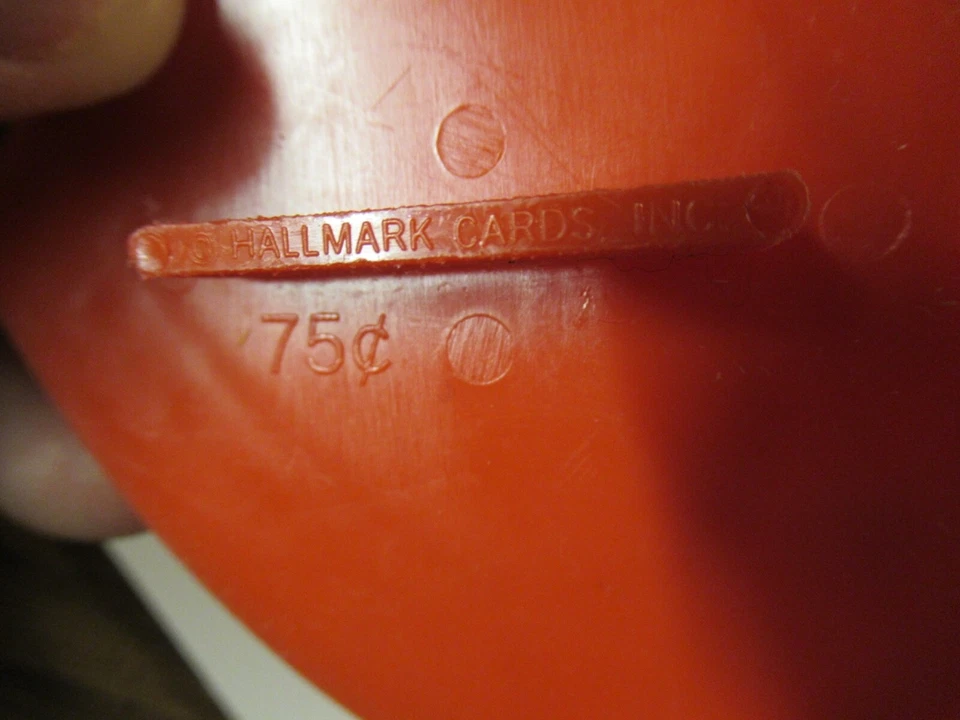 © HALLMARK CARDS, INC.
75¢